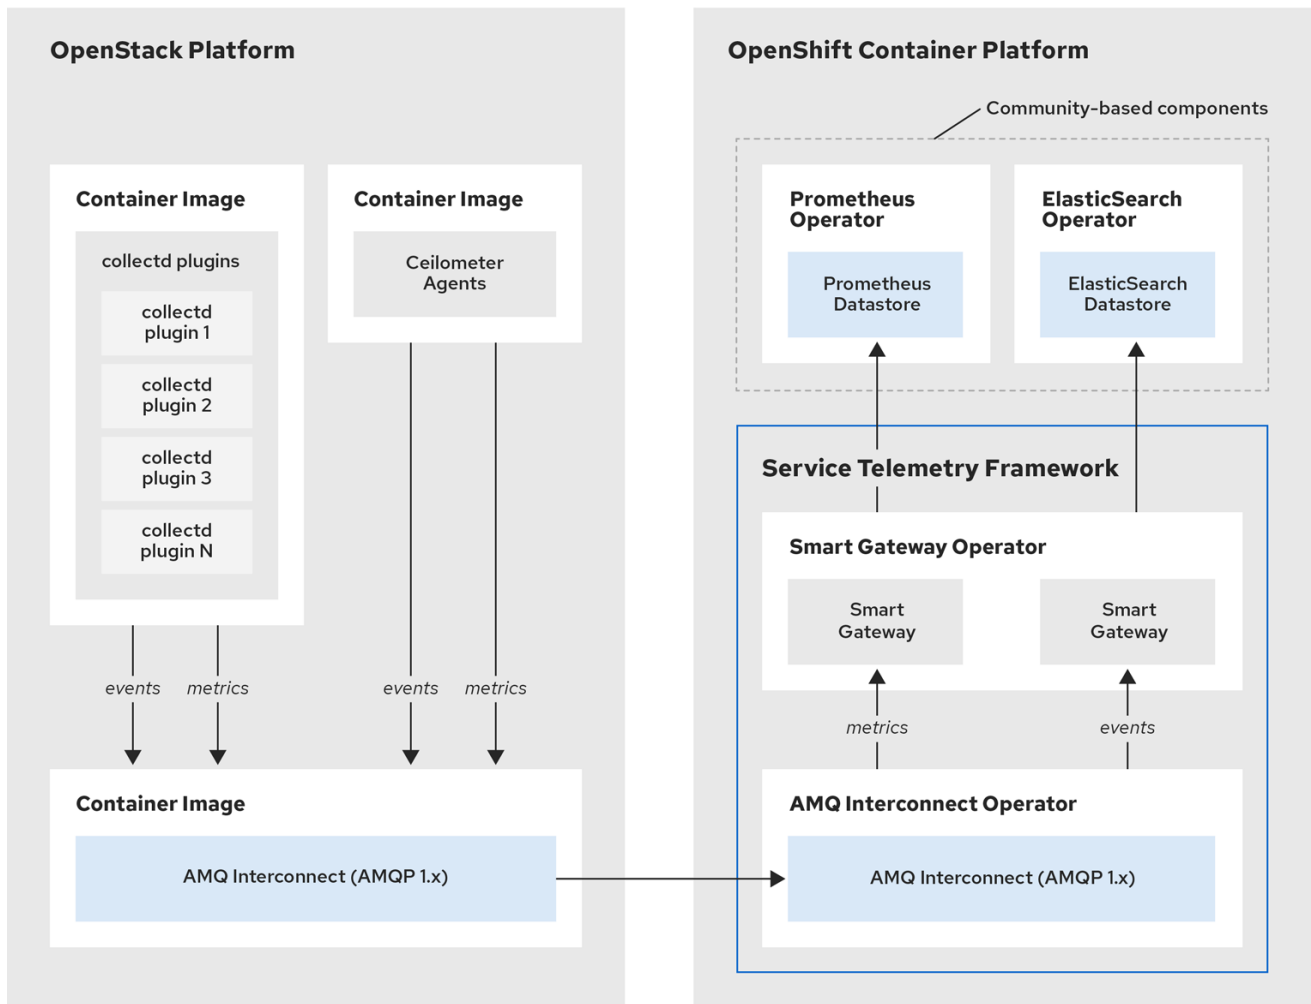 OpenStack Platform
Container Image
collectd plugins
collectd
plugin 1
collectd
plugin 2
collectd
plugin 3
collectd
plugin N
Container Image
Ceilometer
Agents
events
metrics
events
metrics
Container Image
AMQ Interconnect (AMQP 1.x)
OpenShift Container Platform
Community-based components
Prometheus
Operator
Prometheus
Datastore
ElasticSearch
Operator
ElasticSearch
Datastore
Service Telemetry Framework
Smart Gateway Operator
Smart
Gateway
Smart
Gateway
metrics
events
AMQ Interconnect Operator
AMQ Interconnect (AMQP 1.x)